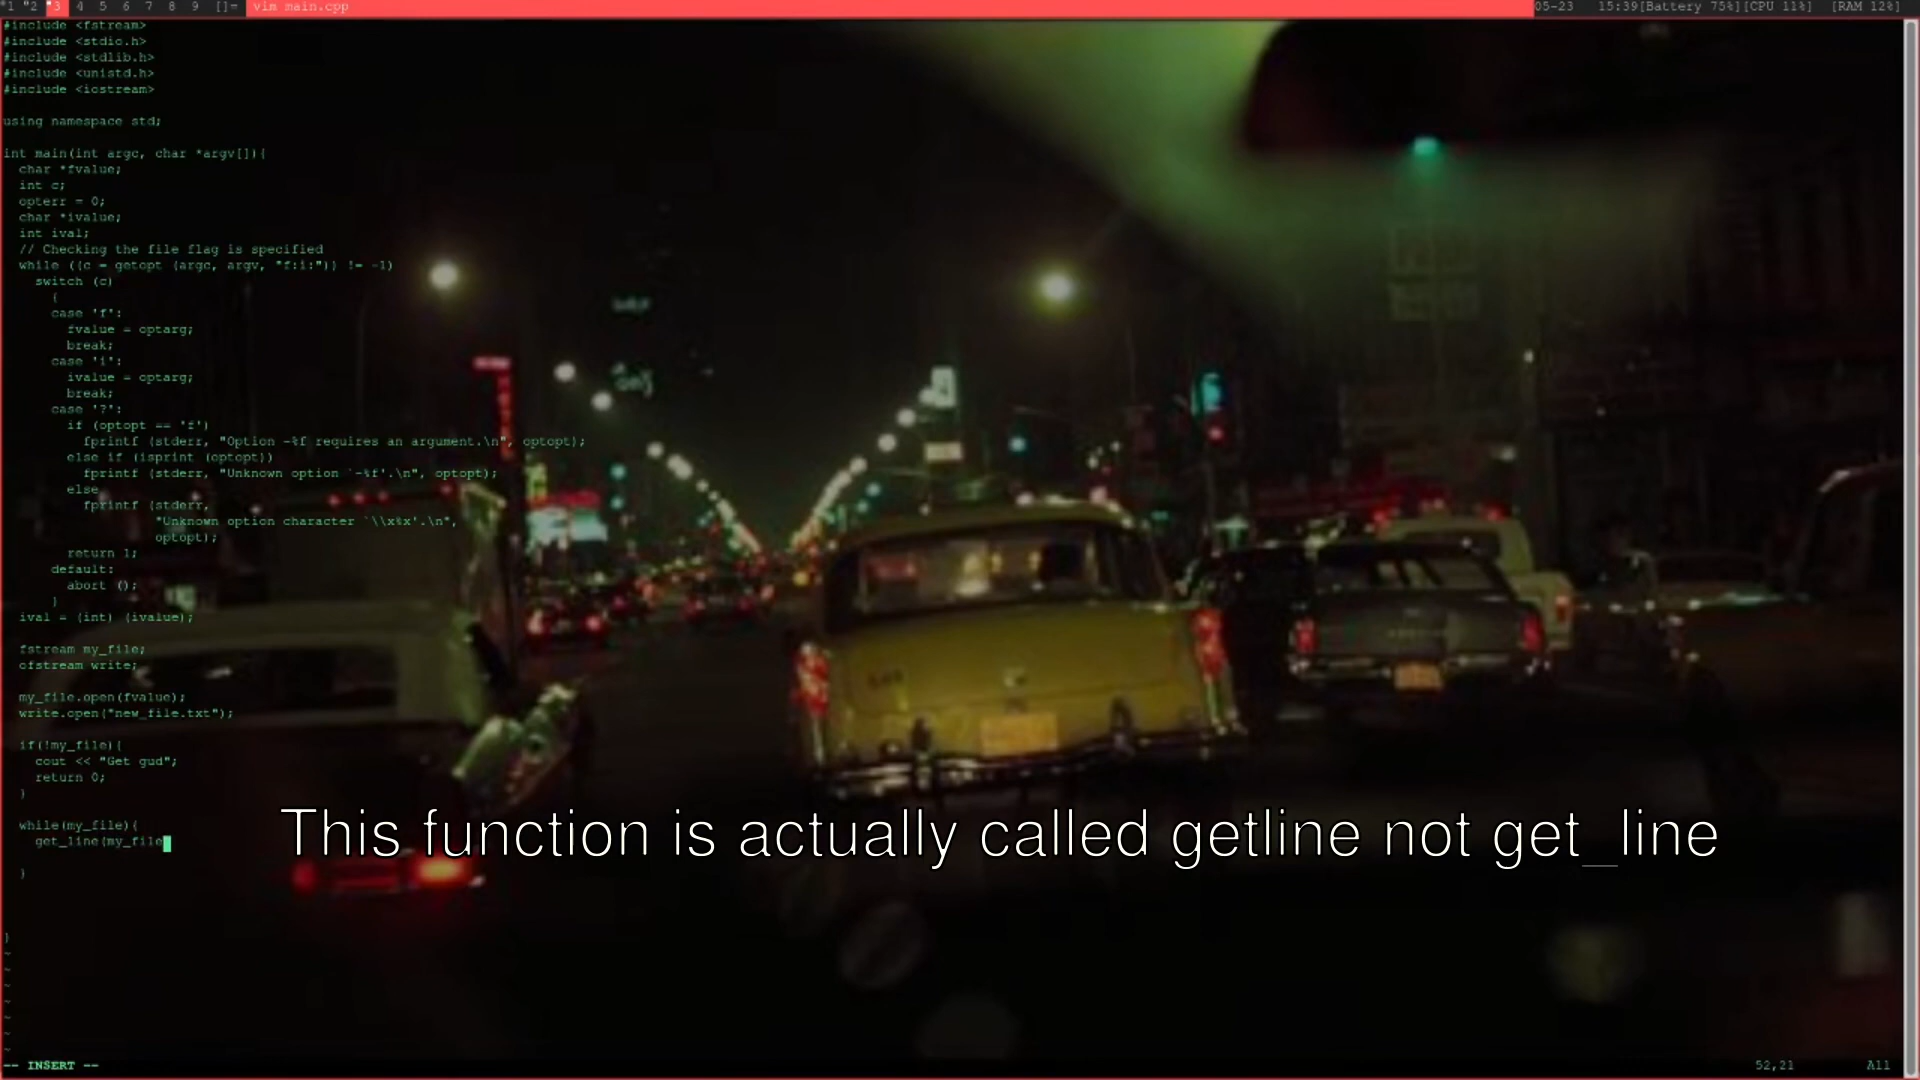 "1 "2 "3 4 5 6 7 8 9 []= vim main.cpp 05-23 15:39[Battery 75%][CPU 11%] [RAM 12%]
#include <fstream>
#include <stdio.h>
#include <stdlib.h>
#include <unistd.h>
#include <iostream>
using namespace std;
int main(int argc, char *argv[]){
char *fvalue;
int c;
opterr = 0;
char *ivalue;
int ival;
// Checking the file flag is specified
while ((c = getopt (argc, argv, "f:i:")) != -1)
switch (c)
{
case 'f':
fvalue = optarg;
break;
case 'i':
ivalue = optarg;
break;
case '?':
if (optopt == 'f')
fprintf (stderr, "Option -%f requires an argument.\n", optopt);
else if (isprint (optopt))
fprintf (stderr, "Unknown option `-%f'.\n", optopt);
else
fprintf (stderr,
"Unknown option character `\\x%x'.\n",
optopt);
return 1;
default:
abort ();
}
ival = (int) (ivalue);
fstream my_file;
ofstream write;
my_file.open(fvalue);
write.open("new_file.txt");
if(!my_file){
cout << "Get gud";
return 0;
}
while(my_file){
get_line(my_file
}
}
~
~
~
~
~
~
~
This function is actually called getline not get_line
-- INSERT -- 52,21 All